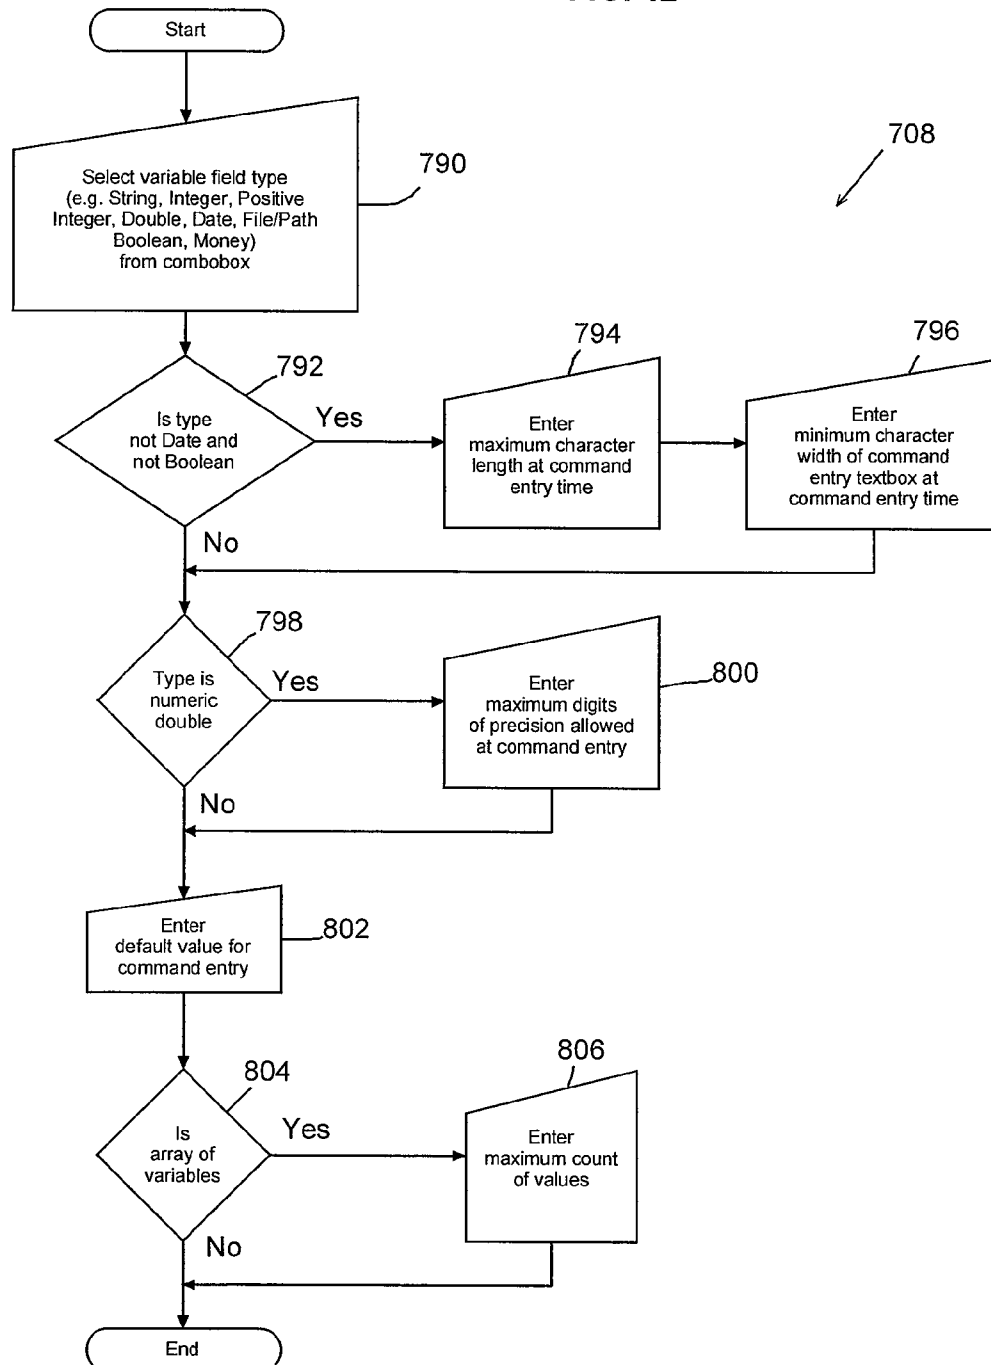 Start
708
790
Select variable field type
(e.g. String, Integer, Positive
Integer, Double, Date, File/Path
Boolean, Money)
from combobox
792
794
796
Is type
not Date and
not Boolean
Yes
Enter
maximum character
length at command
entry time
Enter
minimum character
width of command
entry textbox at
command entry time
No
798
Type is
numeric
double
Yes
Enter
maximum digits
of precision allowed
at command entry
800
No
Enter
default value for
command entry
802
804
806
Is
array of
variables
Yes
Enter
maximum count
of values
No
End